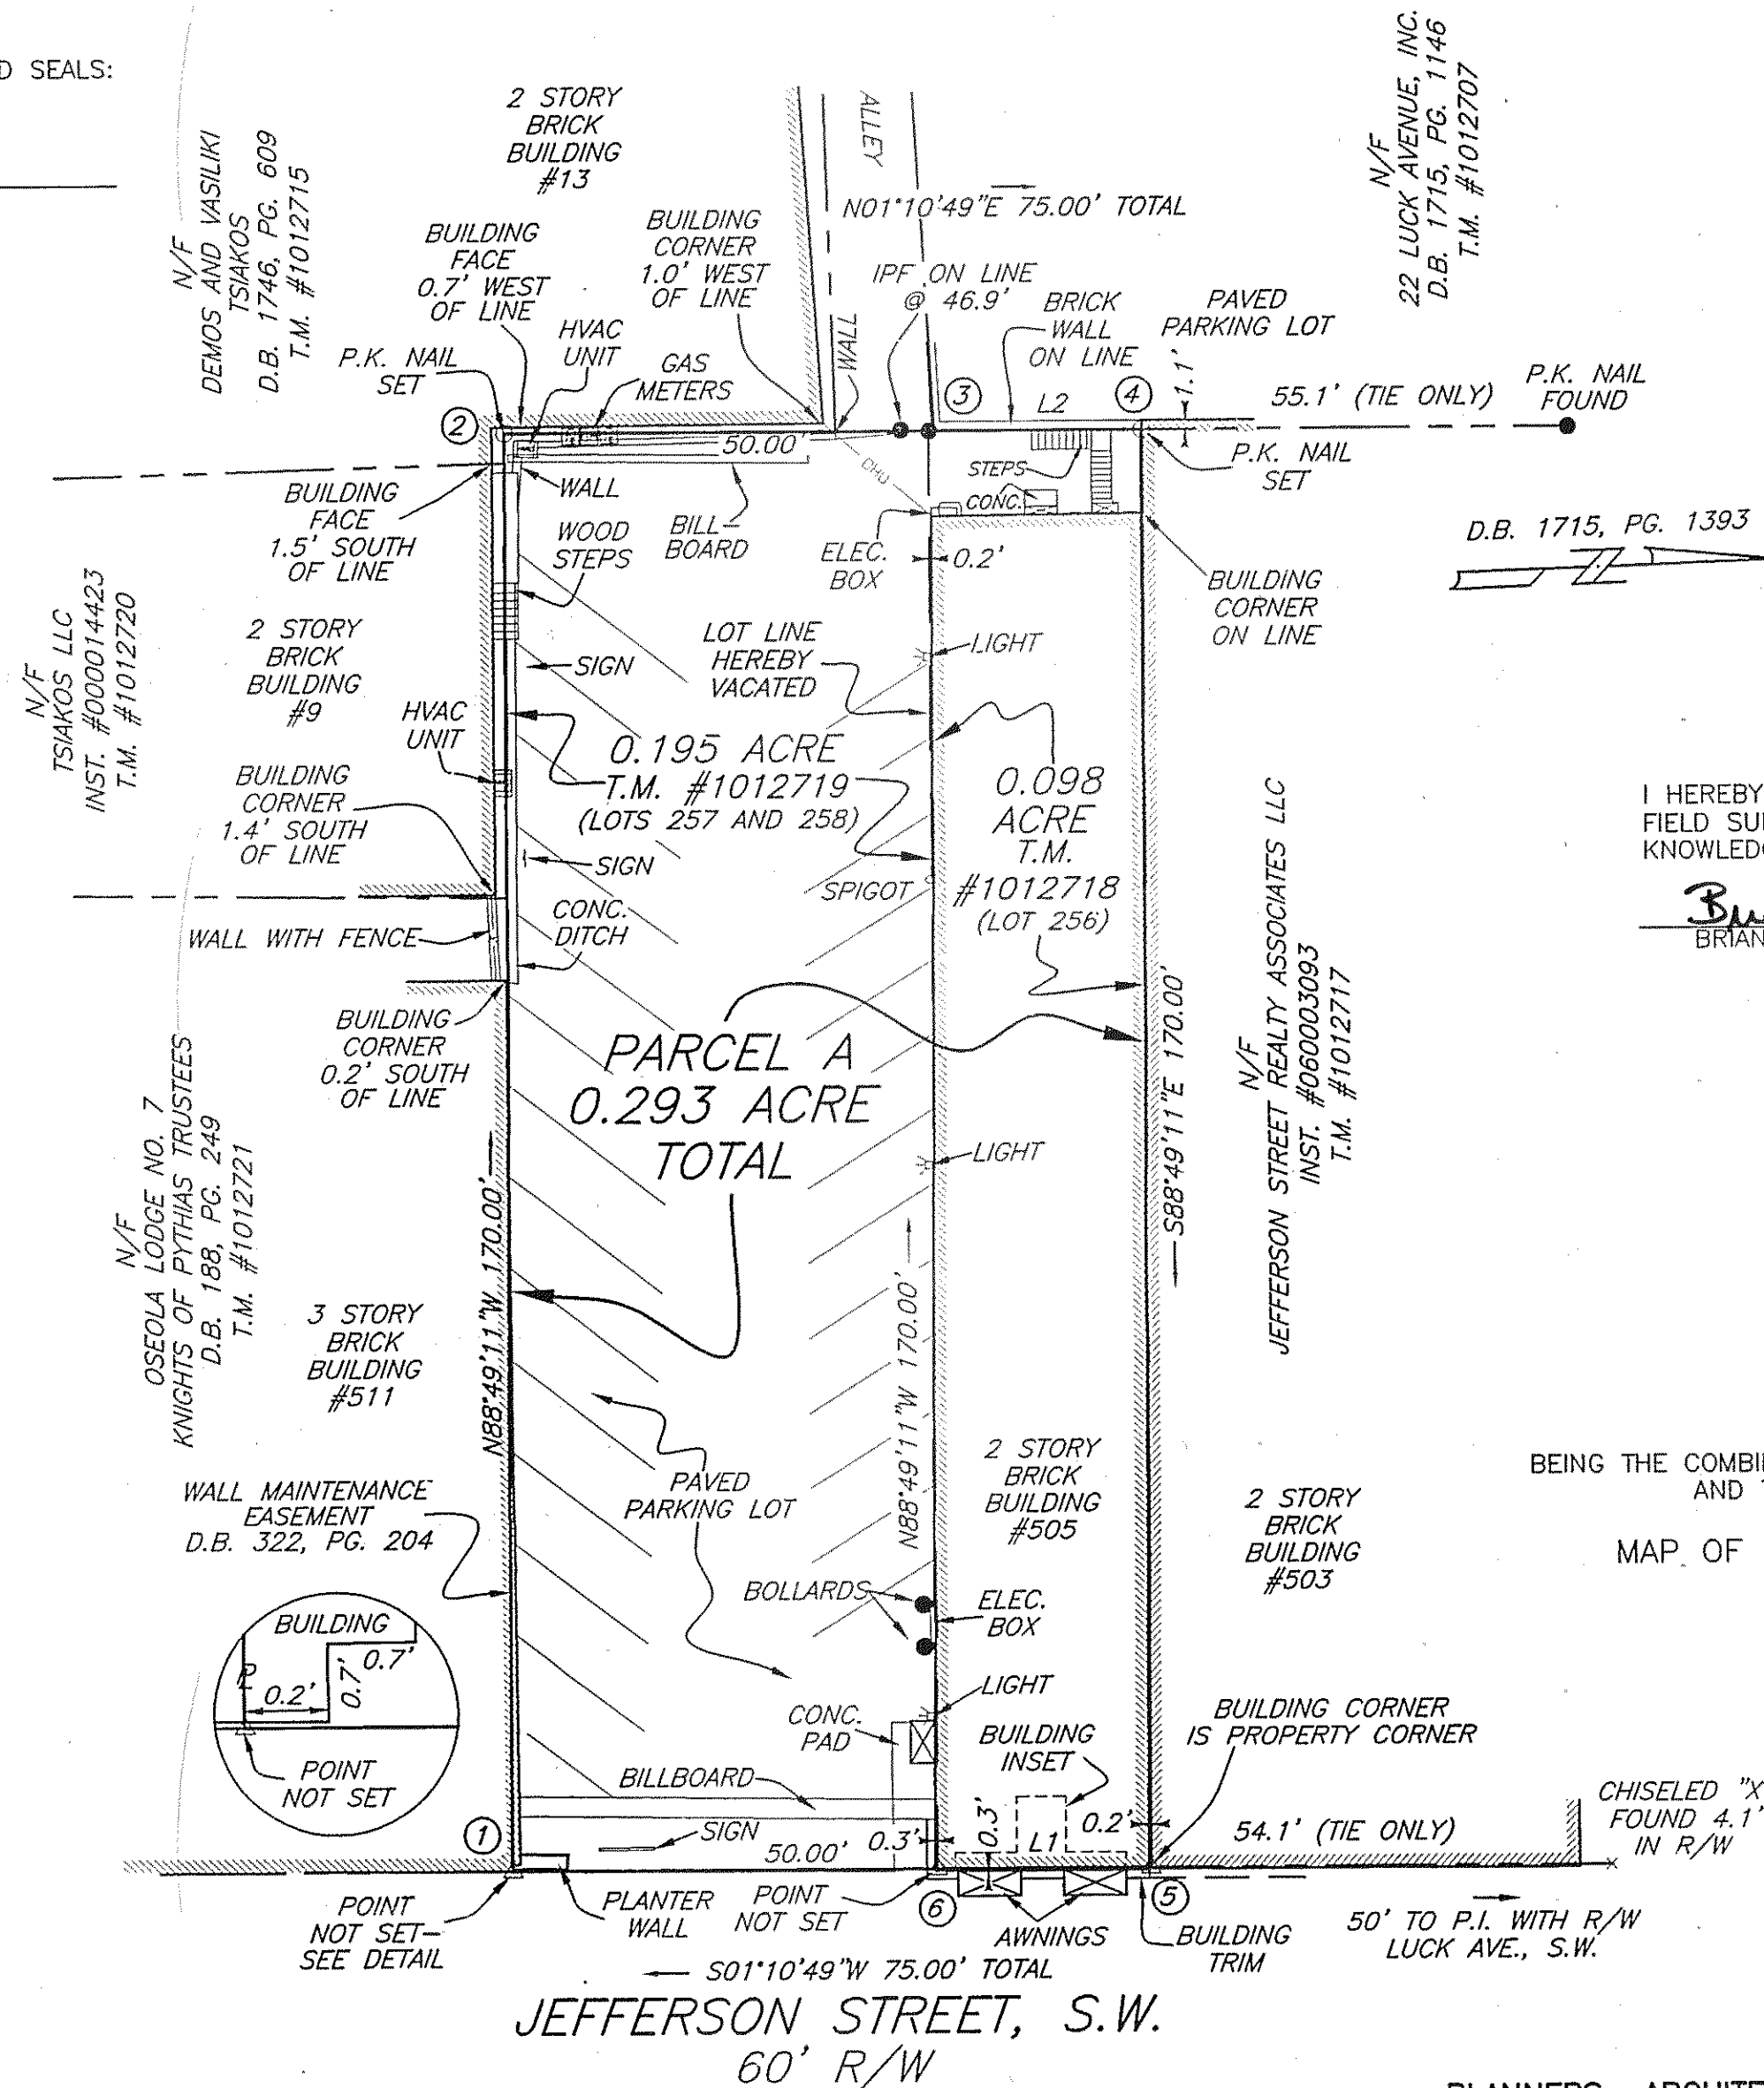 D SEALS:
2 STORY
BRICK
BUILDING
#13
ALLEY
N/F
22 LUCK AVENUE, INC.
D.B. 1715, PG. 1146
T.M. #1012707
N/F
DEMOS AND VASILIKI
TSIAKOS
D.B. 1746, PG. 609
T.M. #1012715
N01°10'49"E 75.00' TOTAL
BUILDING
FACE
0.7' WEST
OF LINE
BUILDING
CORNER
1.0' WEST
OF LINE
IPF ON LINE
@ 46.9'
BRICK
WALL
ON LINE
PAVED
PARKING LOT
P.K. NAIL
SET
HVAC
UNIT
GAS
METERS
WALL
1.1'
55.1' (TIE ONLY)
P.K. NAIL
FOUND
2
3
L2
4
50.00'
OHU
STEPS
CONC.
P.K. NAIL
SET
BUILDING
FACE
1.5' SOUTH
OF LINE
WALL
WOOD
STEPS
BILL-
BOARD
ELEC.
BOX
0.2'
D.B. 1715, PG. 1393
BUILDING
CORNER
ON LINE
N/F
TSIAKOS LLC
INST. #000014423
T.M. #1012720
2 STORY
BRICK
BUILDING
#9
LOT LINE
HEREBY
VACATED
LIGHT
SIGN
HVAC
UNIT
0.195 ACRE
T.M. #1012719
(LOTS 257 AND 258)
0.098
ACRE
T.M.
#1012718
(LOT 256)
BUILDING
CORNER
1.4' SOUTH
OF LINE
SIGN
SPIGOT
I HEREBY
FIELD SU
KNOWLED
BRIAN
WALL WITH FENCE
CONC.
DITCH
N/F
JEFFERSON STREET REALTY ASSOCIATES LLC
INST. #060003093
T.M. #1012717
S88°49'11"E 170.00'
BUILDING
CORNER
0.2' SOUTH
OF LINE
PARCEL A
0.293 ACRE
TOTAL
LIGHT
N/F
OSEOLA LODGE NO. 7
KNIGHTS OF PYTHIAS TRUSTEES
D.B. 188, PG. 249
T.M. #1012721
N88°49'11"W 170.00'
N88°49'11"W 170.00'
3 STORY
BRICK
BUILDING
#511
PAVED
PARKING LOT
2 STORY
BRICK
BUILDING
#505
2 STORY
BRICK
BUILDING
#503
BEING THE COMBI
AND
MAP OF
WALL MAINTENANCE
EASEMENT
D.B. 322, PG. 204
BOLLARDS
ELEC.
BOX
BUILDING
PL
0.2'
0.7'
0.7'
POINT
NOT SET
LIGHT
CONC.
PAD
BUILDING
INSET
BUILDING CORNER
IS PROPERTY CORNER
BILLBOARD
CHISELED "X"
FOUND 4.1'
IN R/W
1
SIGN
50.00'
0.3'
0.3'
L1
0.2'
54.1' (TIE ONLY)
POINT
NOT SET-
SEE DETAIL
PLANTER
WALL
POINT
NOT SET
6
AWNINGS
5
BUILDING
TRIM
50' TO P.I. WITH R/W
LUCK AVE., S.W.
S01°10'49"W 75.00' TOTAL
JEFFERSON STREET, S.W.
60' R/W